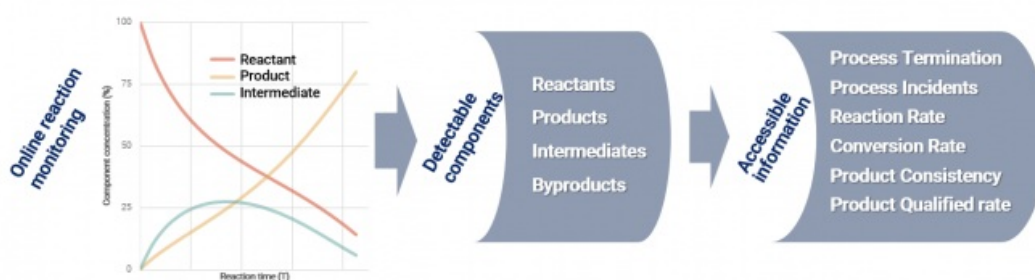 Online reaction
monitoring
Component concentration (%)
100
75
50
25
0
Reactant
Product
Intermediate
Reaction time (T)
Detectable
components
Reactants
Products
Intermediates
Byproducts
Accessible
information
Process Termination
Process Incidents
Reaction Rate
Conversion Rate
Product Consistency
Product Qualified rate